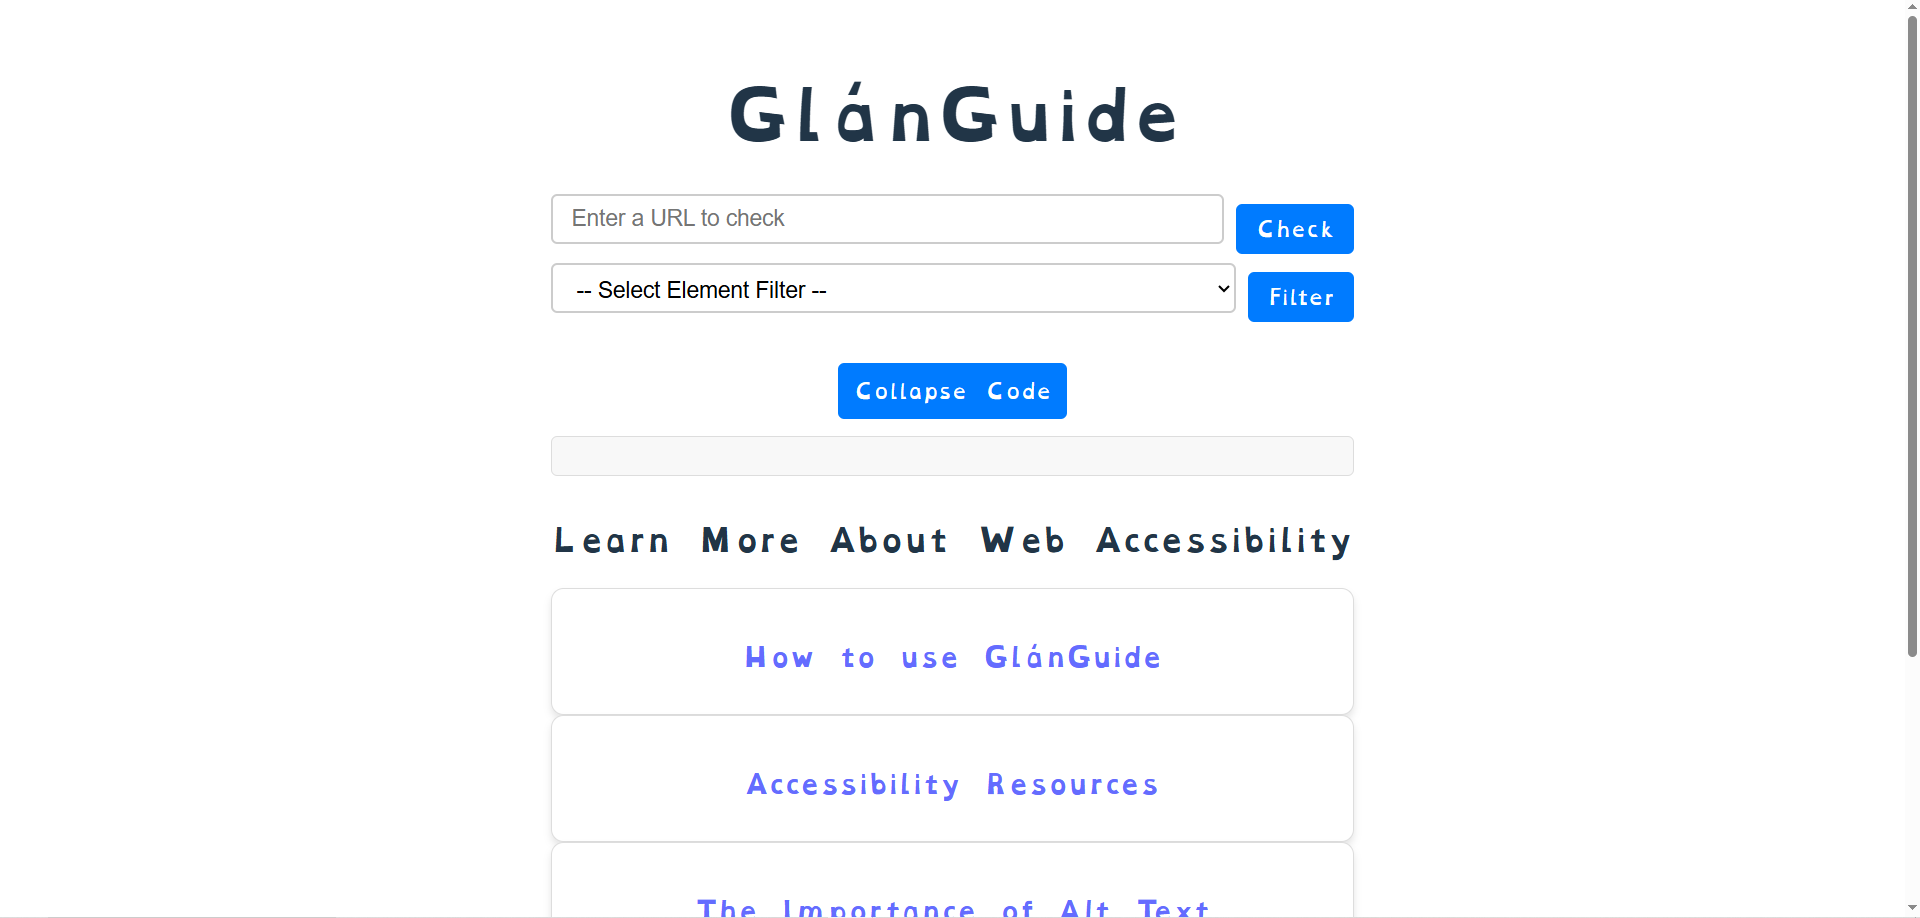 GlánGuide
Enter a URL to check
Check
-- Select Element Filter --
Filter
Collapse Code
Learn More About Web Accessibility
How to use GlánGuide
Accessibility Resources
The Importance of Alt Text